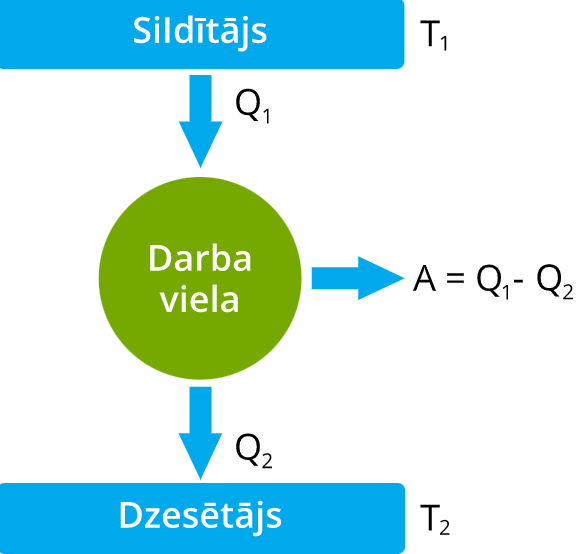 Sildītājs
T₁
Q₁
Darba
viela
A = Q₁- Q₂
Q₂
Dzesētājs
T₂